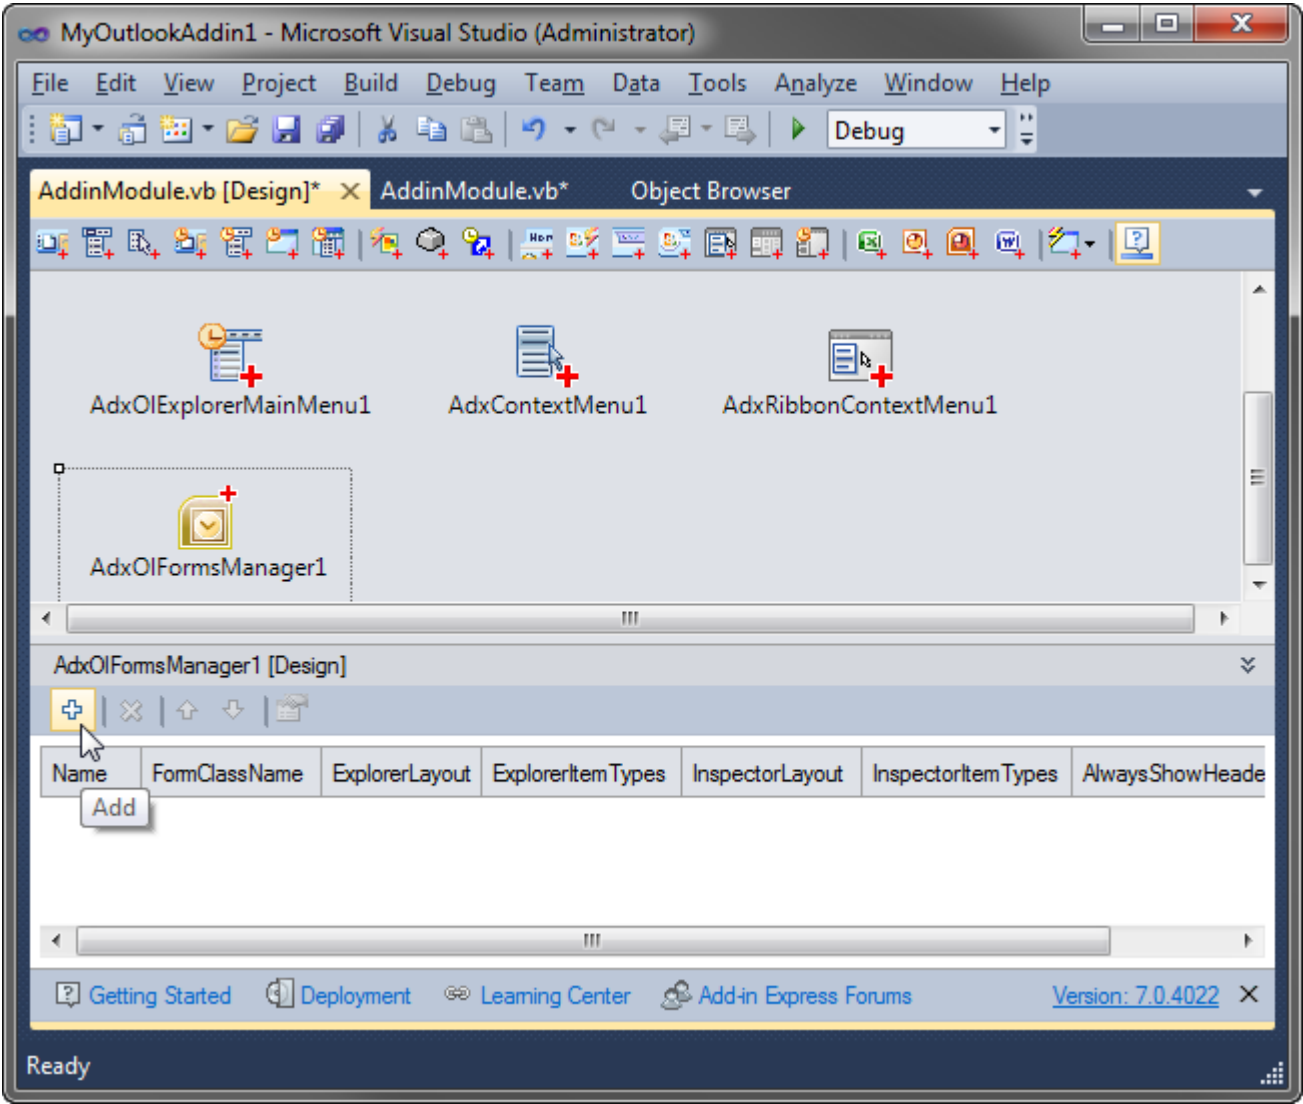 MyOutlookAddin1 - Microsoft Visual Studio (Administrator)
File Edit View Project Build Debug Team Data Tools Analyze Window Help
Debug
AddinModule.vb [Design]* AddinModule.vb* Object Browser
AdxOlExplorerMainMenu1 AdxContextMenu1 AdxRibbonContextMenu1
AdxOlFormsManager1
AdxOlFormsManager1 [Design]
Name FormClassName ExplorerLayout ExplorerItemTypes InspectorLayout InspectorItemTypes AlwaysShowHeade
Add
Getting Started Deployment Learning Center Add-in Express Forums Version: 7.0.4022
Ready